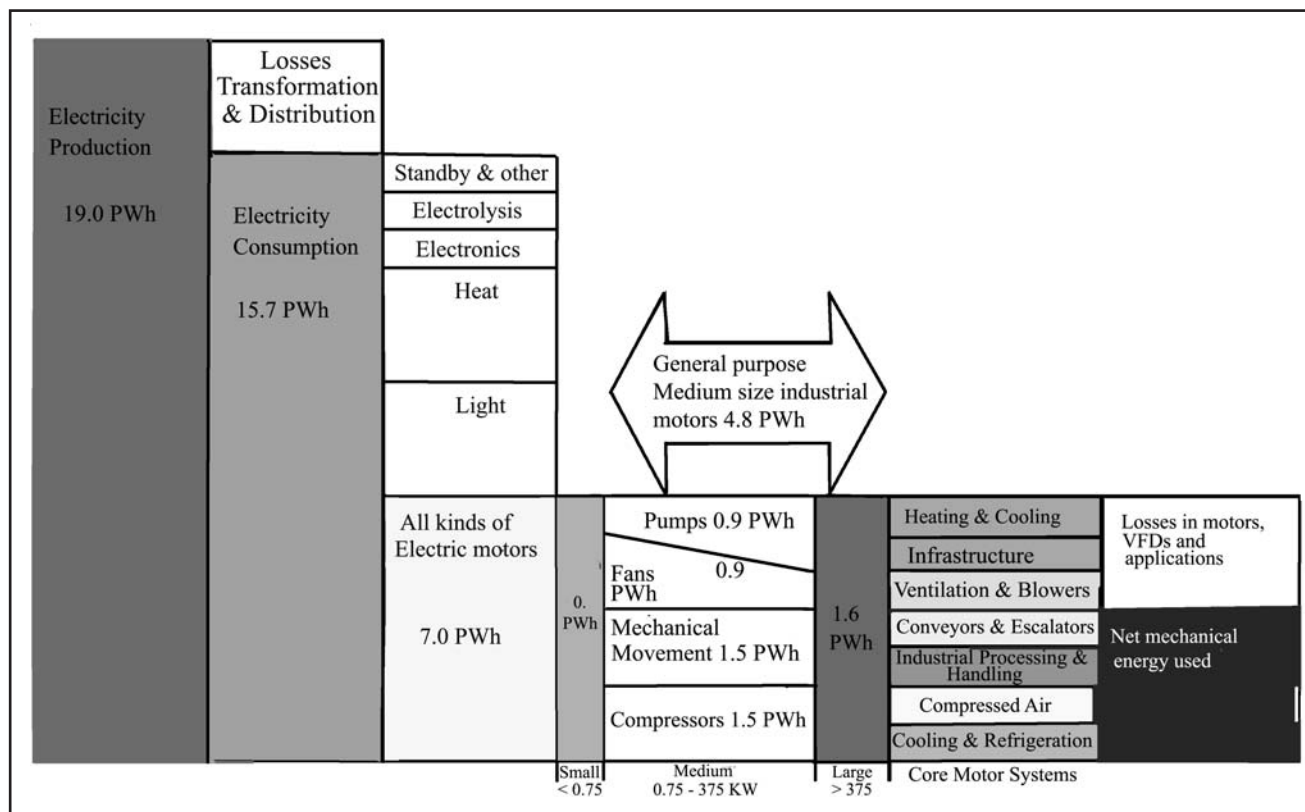 Losses
Transformation
& Distribution
Electricity
Production
19.0 PWh
Electricity
Consumption
15.7 PWh
Standby & other
Electrolysis
Electronics
Heat
Light
General purpose
Medium size industrial
motors 4.8 PWh
All kinds of
Electric motors
7.0 PWh
0.
PWh
Pumps 0.9 PWh
Fans 0.9
PWh
Mechanical
Movement 1.5 PWh
Compressors 1.5 PWh
1.6
PWh
Heating & Cooling
Infrastructure
Ventilation & Blowers
Conveyors & Escalators
Industrial Processing &
Handling
Compressed Air
Cooling & Refrigeration
Losses in motors,
VFDs and
applications
Net mechanical
energy used
Small
< 0.75
Medium
0.75 - 375 KW
Large
> 375
Core Motor Systems